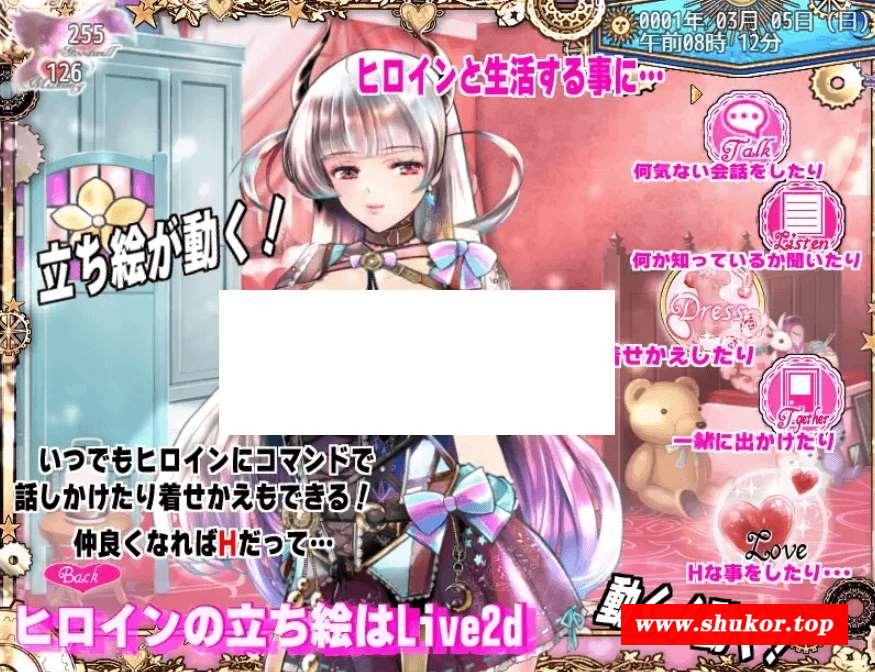 255
126
0001年 03月 05日 (日)
午前08時 12分
ヒロインと生活する事に…
Talk
何気ない会話をしたり
Listen
何か知っているか聞いたり
立ち絵が動く！
Dress
着せかえしたり
Together
一緒に出かけたり
いつでもヒロインにコマンドで
話しかけたり着せかえもできる！
仲良くなればHだって…
Love
Hな事をしたり…
Back
ヒロインの立ち絵はLive2d
動く
www.shukor.top